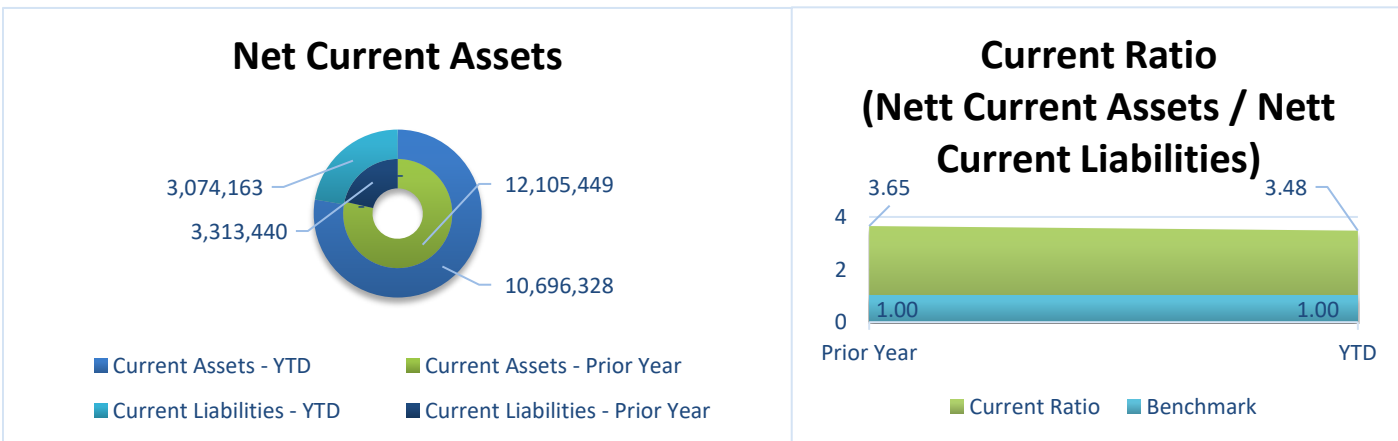 Net Current Assets
3,074,163
12,105,449
3,313,440
10,696,328
Current Assets - YTD
Current Assets - Prior Year
Current Liabilities - YTD
Current Liabilities - Prior Year
Current Ratio
(Nett Current Assets / Nett
Current Liabilities)
3.65
3.48
4
2
0
1.00
1.00
Prior Year
YTD
Current Ratio
Benchmark